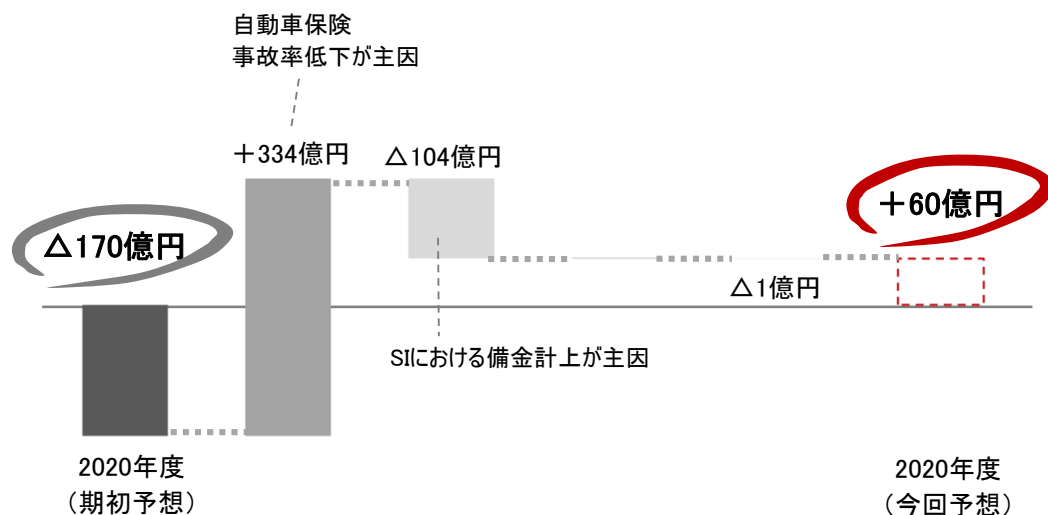 自動車保険
事故率低下が主因
＋334億円
△104億円
△170億円
＋60億円
△1億円
SIにおける備金計上が主因
2020年度
（期初予想）
2020年度
（今回予想）